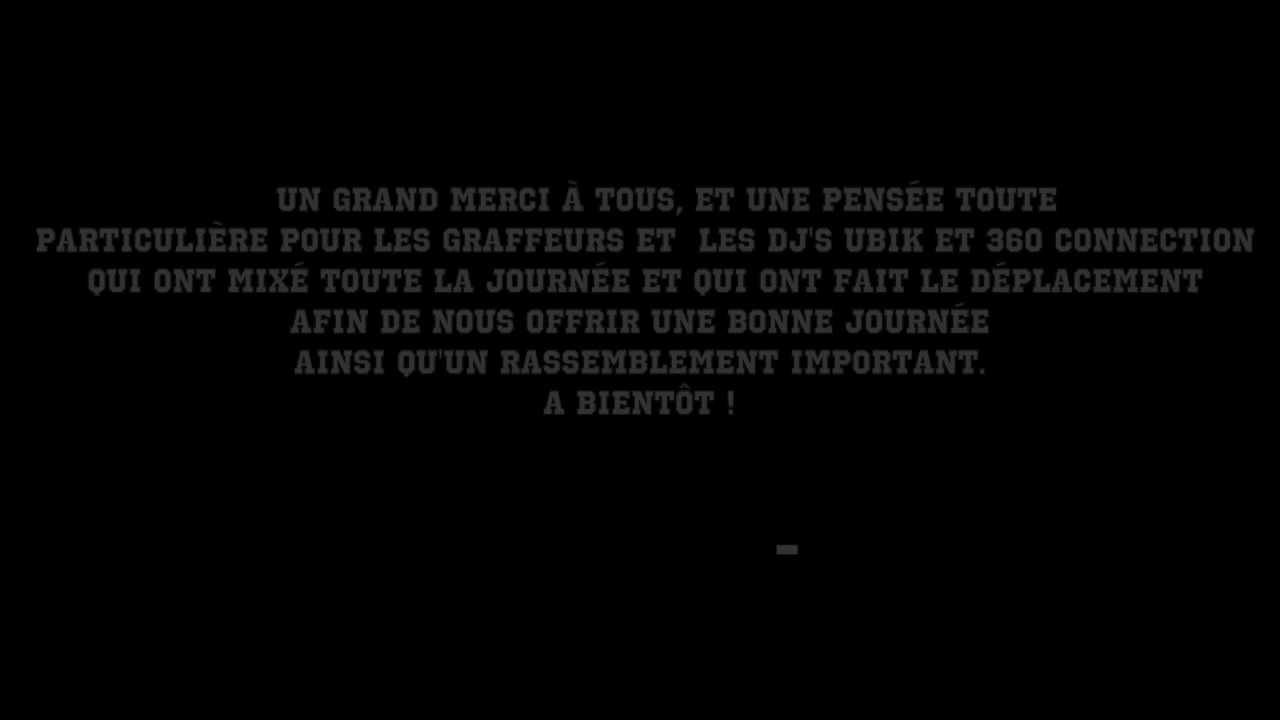 UN GRAND MERCI À TOUS, ET UNE PENSÉE TOUTE
PARTICULIÈRE POUR LES GRAFFEURS ET  LES DJ'S UBIK ET 360 CONNECTION
QUI ONT MIXÉ TOUTE LA JOURNÉE ET QUI ONT FAIT LE DÉPLACEMENT
AFIN DE NOUS OFFRIR UNE BONNE JOURNÉE
AINSI QU'UN RASSEMBLEMENT IMPORTANT.
A BIENTÔT !
-